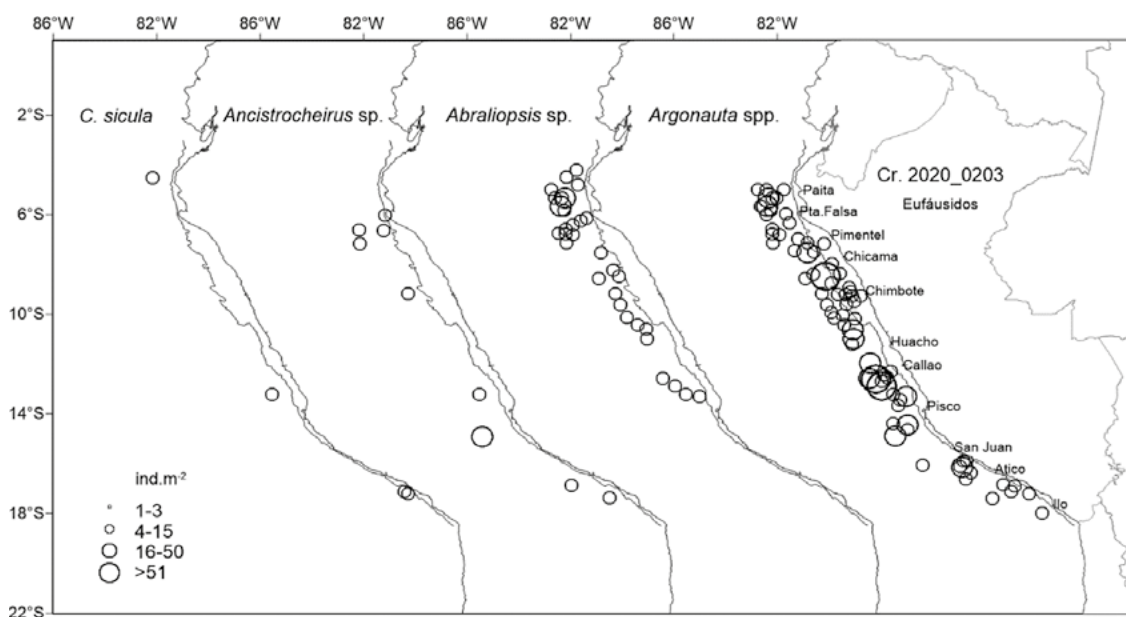 86°W 82°W 86°W 82°W 86°W 82°W 86°W 82°W 86°W 82°W
2°S
C. sicula Ancistrocheirus sp. Abraliopsis sp. Argonauta spp.
Cr. 2020_0203
Eufáusidos
Paita
6°S
Pta.Falsa
Pimentel
Chicama
Chimbote
10°S
Huacho
Callao
14°S
Pisco
San Juan
Atico
Ilo
ind.m-2
1-3
4-15
16-50
>51
18°S
22°S